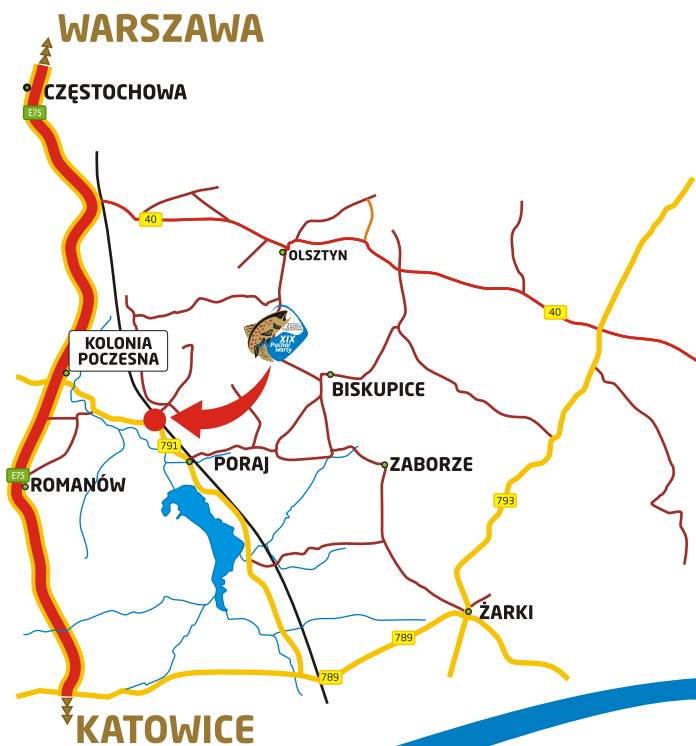 WARSZAWA
CZĘSTOCHOWA
E75
40
OLSZTYN
40
XIX
Puchar
Warty
KOLONIA
POCZESNA
BISKUPICE
791
PORAJ
ZABORZE
E75
ROMANÓW
793
ŻARKI
789
789
KATOWICE